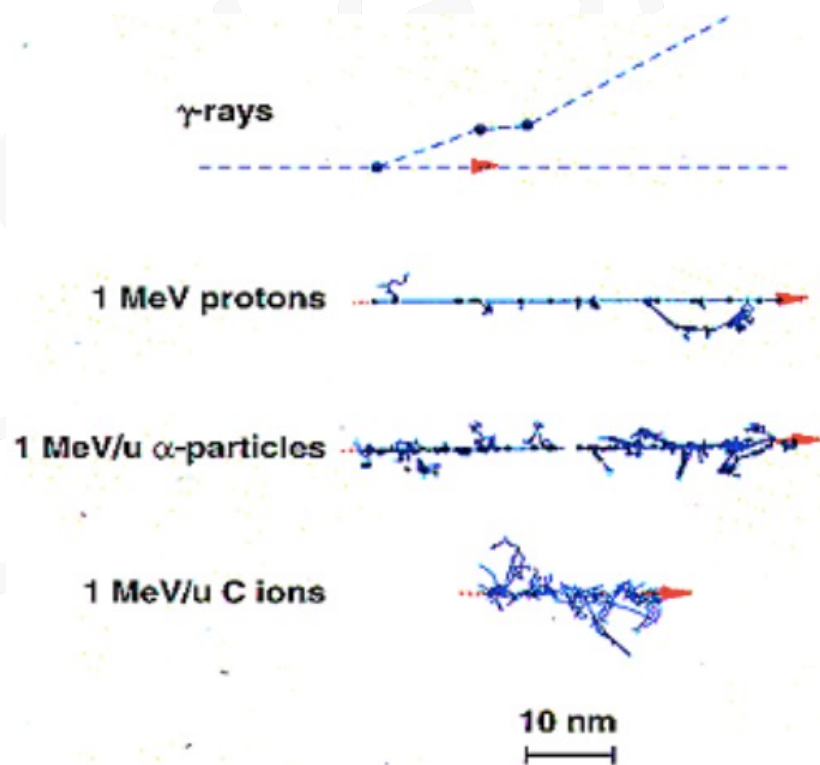 γ-rays
1 MeV protons
1 MeV/u α-particles
1 MeV/u C ions
10 nm